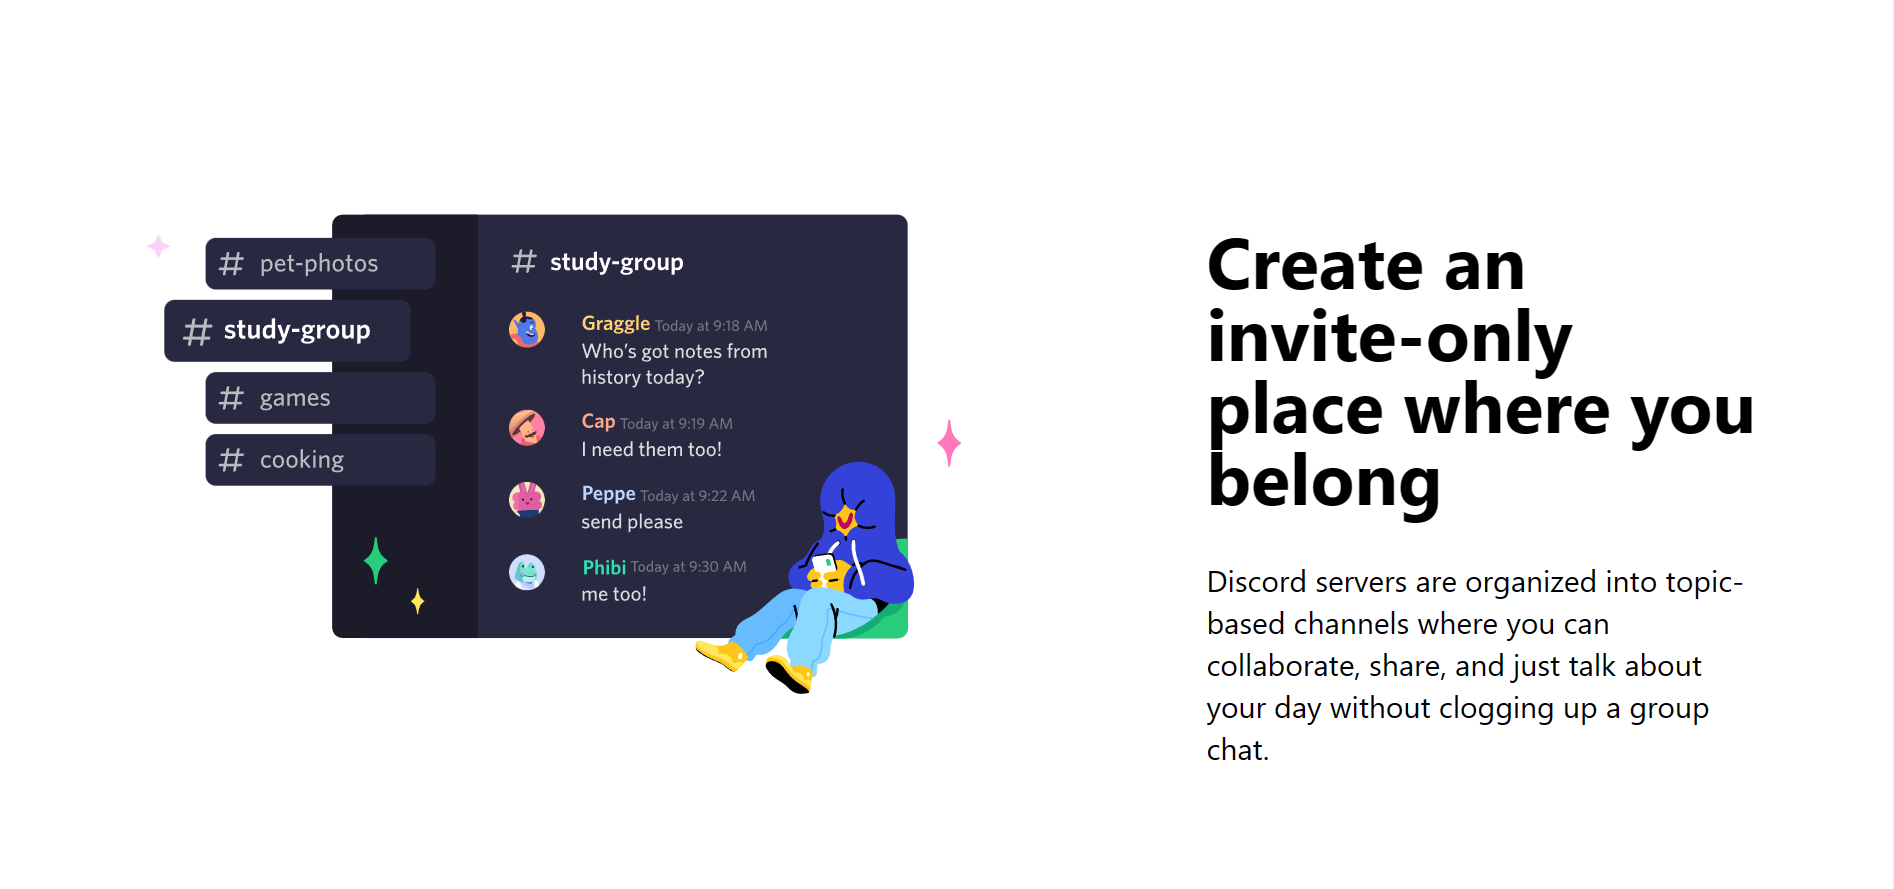 # pet-photos
# study-group
# games
# cooking
# study-group
Graggle Today at 9:18 AM
Who’s got notes from
history today?
Cap Today at 9:19 AM
I need them too!
Peppe Today at 9:22 AM
send please
Phibi Today at 9:30 AM
me too!
Create an
invite-only
place where you
belong
Discord servers are organized into topic-
based channels where you can
collaborate, share, and just talk about
your day without clogging up a group
chat.